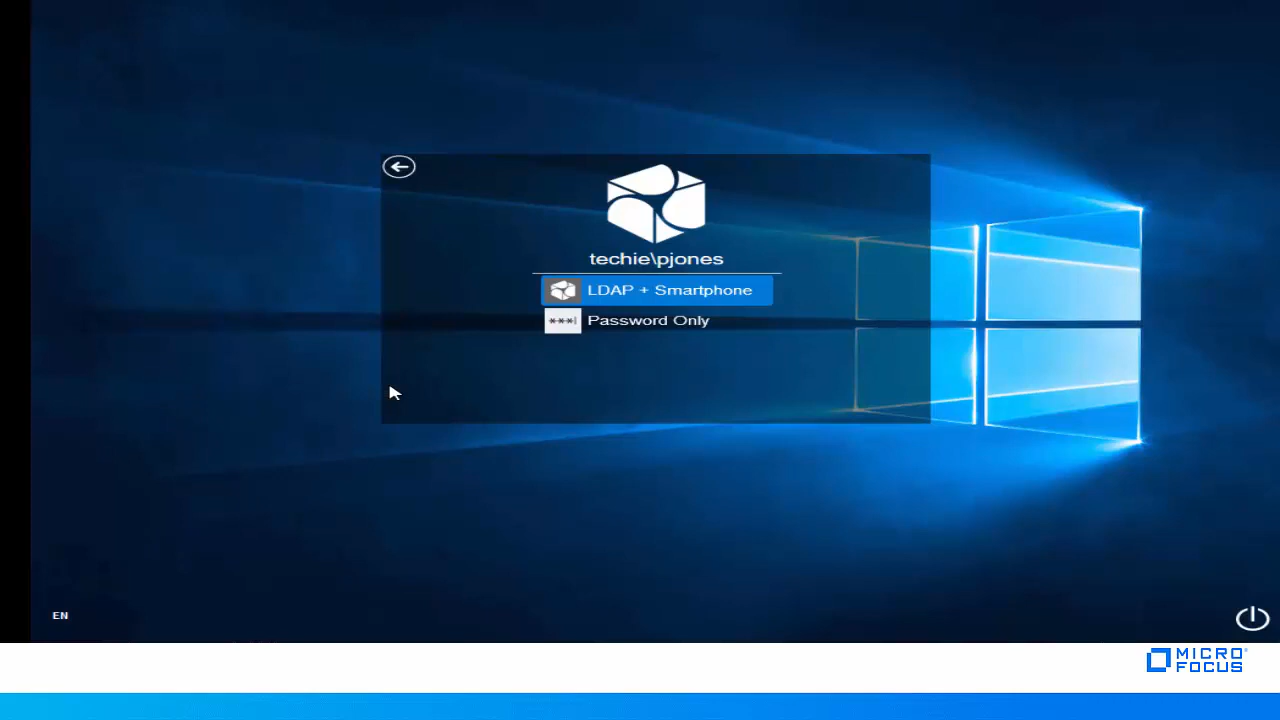 techie\pjones
LDAP + Smartphone
Password Only
EN
MICRO
FOCUS